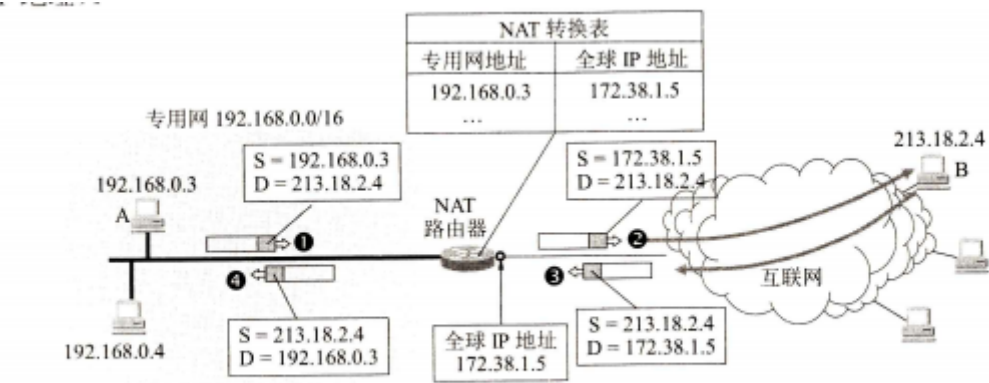 NAT 转换表
专用网地址 全球 IP 地址
192.168.0.3 172.38.1.5
… …
专用网 192.168.0.0/16
S = 192.168.0.3
D = 213.18.2.4
S = 172.38.1.5
D = 213.18.2.4
213.18.2.4
B
192.168.0.3
A
NAT
路由器
❶
❷
❹
❸
互联网
S = 213.18.2.4
D = 192.168.0.3
全球 IP 地址
172.38.1.5
S = 213.18.2.4
D = 172.38.1.5
192.168.0.4